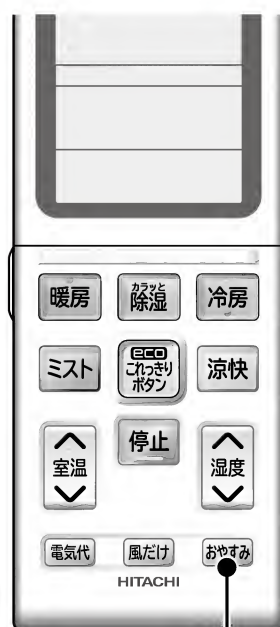 暖房
カラッと
除湿
冷房
ミスト
eco
これっきり
ボタン
涼快
室温
停止
湿度
電気代
風だけ
おやすみ
HITACHI